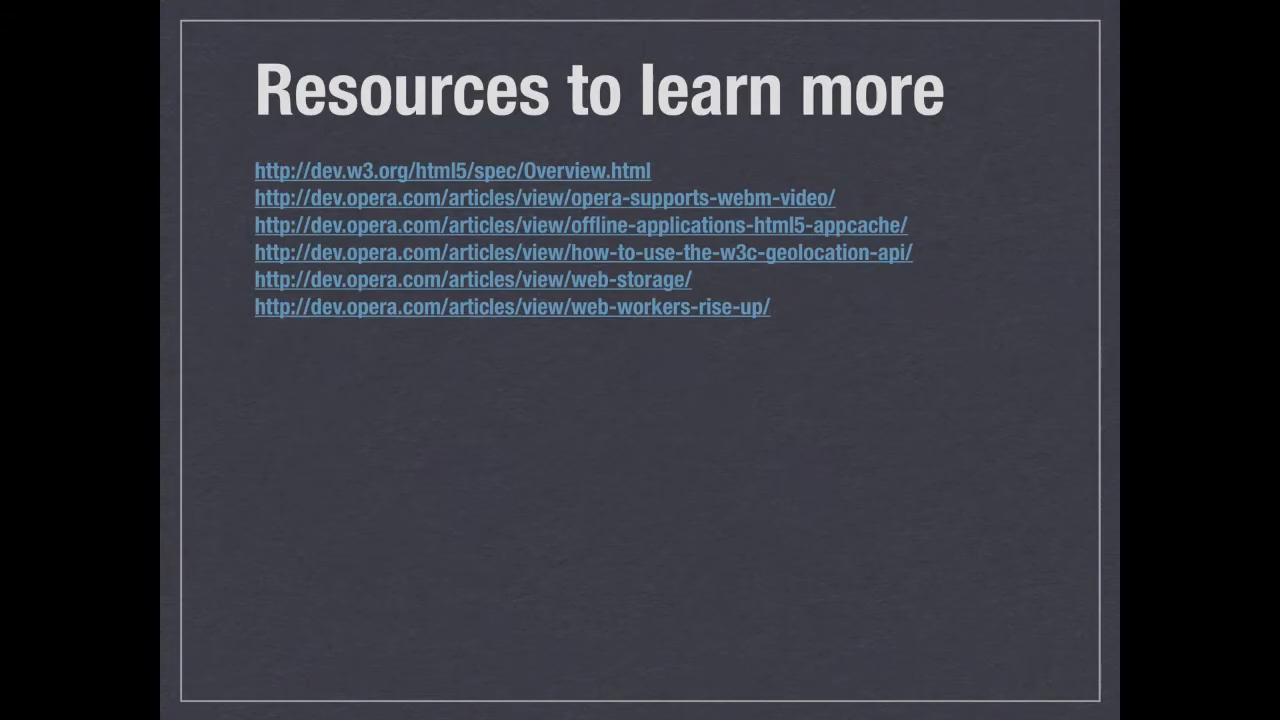 Resources to learn more
http://dev.w3.org/html5/spec/Overview.html
http://dev.opera.com/articles/view/opera-supports-webm-video/
http://dev.opera.com/articles/view/offline-applications-html5-appcache/
http://dev.opera.com/articles/view/how-to-use-the-w3c-geolocation-api/
http://dev.opera.com/articles/view/web-storage/
http://dev.opera.com/articles/view/web-workers-rise-up/